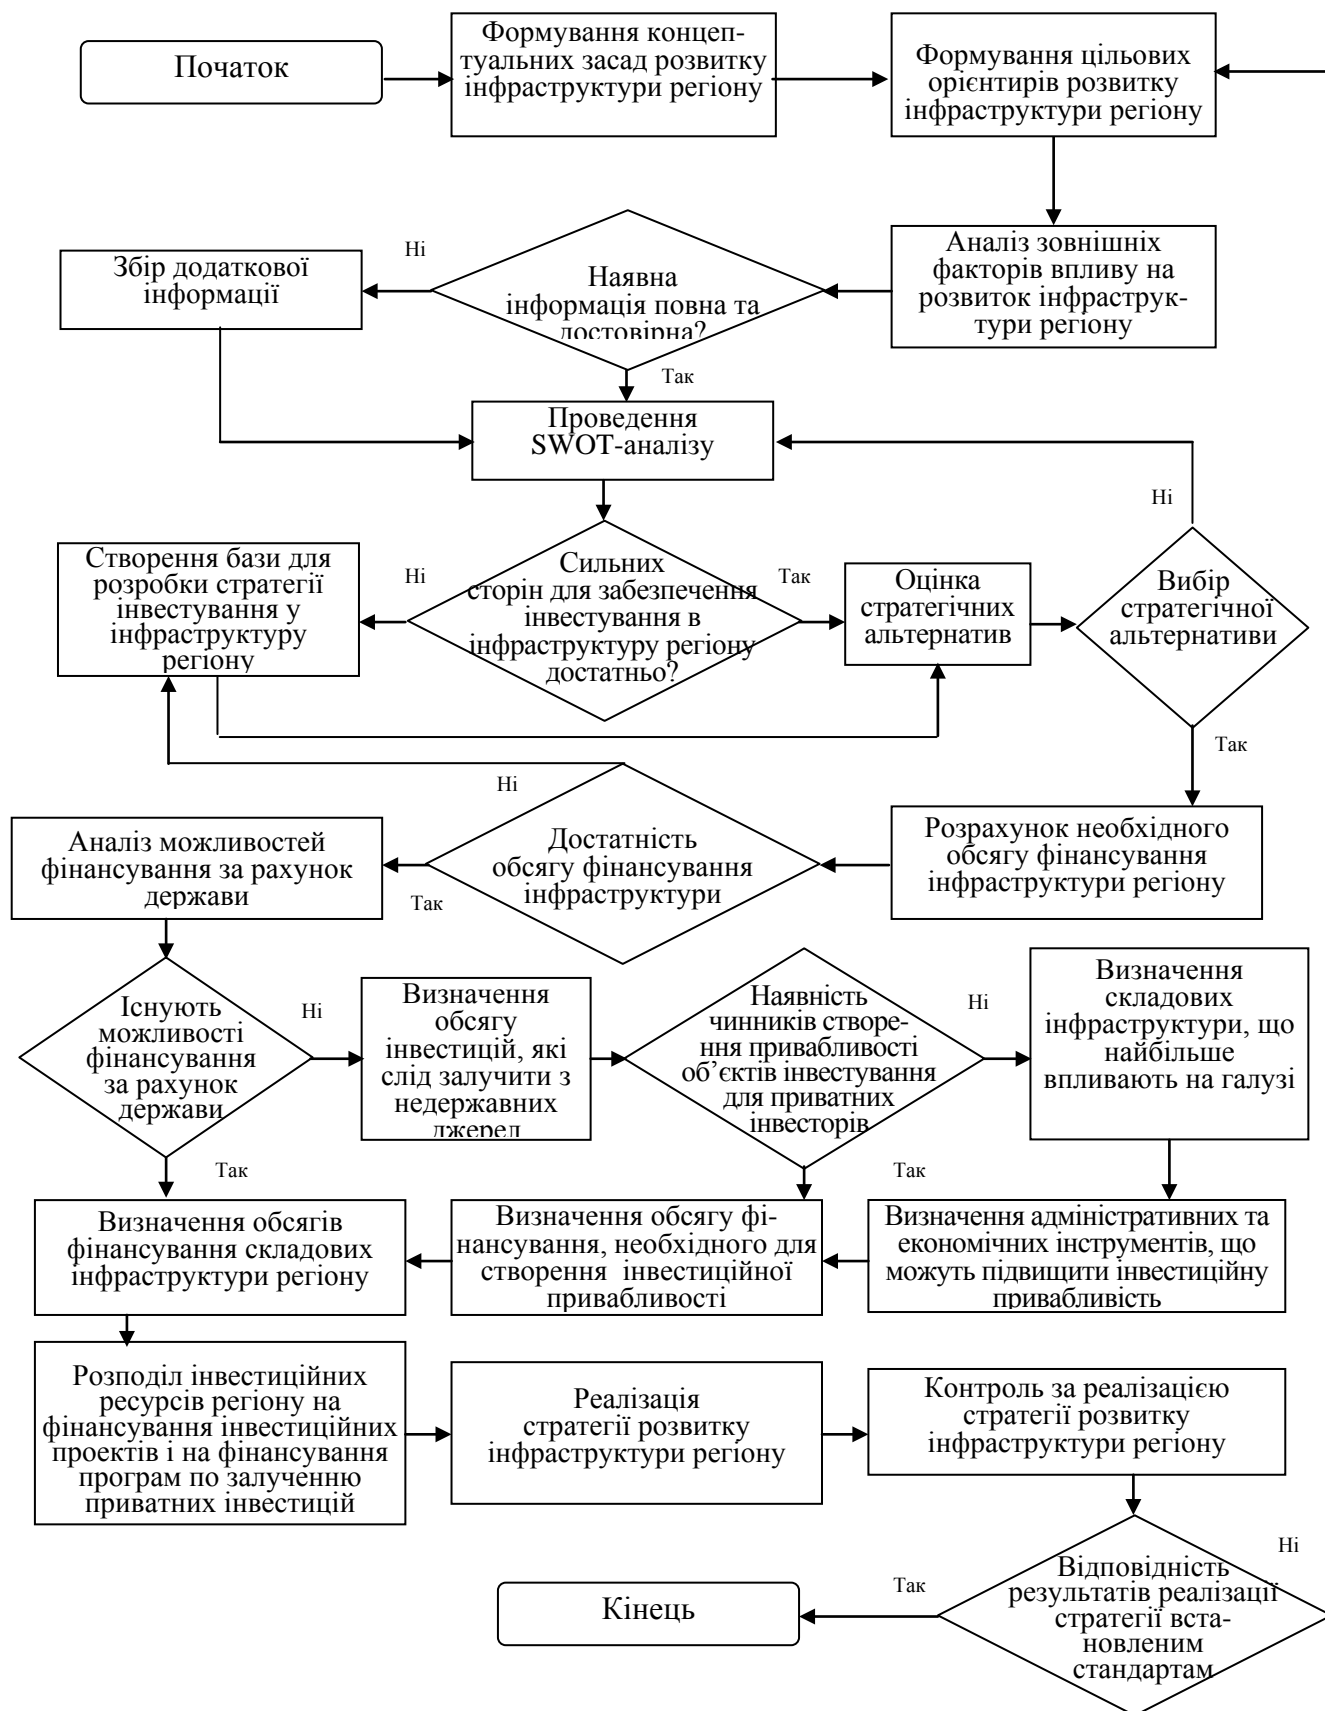 Початок
Формування концеп-
туальних засад розвитку
інфраструктури регіону
Формування цільових
орієнтирів розвитку
інфраструктури регіону
Збір додаткової
інформації
Ні
Наявна
інформація повна та
достовірна?
Аналіз зовнішніх
факторів впливу на
розвиток інфраструк-
тури регіону
Так
Проведення
SWOT-аналізу
Ні
Створення бази для
розробки стратегії
інвестування у
інфраструктуру
регіону
Ні
Сильних
сторін для забезпечення
інвестування в
інфраструктуру регіону
достатньо?
Так
Оцінка
стратегічних
альтернатив
Вибір
стратегічної
альтернативи
Так
Ні
Аналіз можливостей
фінансування за рахунок
держави
Так
Достатність
обсягу фінансування
інфраструктури
Розрахунок необхідного
обсягу фінансування
інфраструктури регіону
Існують
можливості
фінансування
за рахунок
держави
Ні
Визначення
обсягу
інвестицій, які
слід залучити з
недержавних
джерел
Наявність
чинників створе-
ння привабливості
об’єктів інвестування
для приватних
інвесторів
Ні
Визначення
складових
інфраструктури, що
найбільше
впливають на галузі
Так
Так
Визначення обсягів
фінансування складових
інфраструктури регіону
Визначення обсягу фі-
нансування, необхідного для
створення інвестиційної
привабливості
Визначення адміністративних та
економічних інструментів, що
можуть підвищити інвестиційну
привабливість
Розподіл інвестиційних
ресурсів регіону на
фінансування інвестиційних
проектів і на фінансування
програм по залученню
приватних інвестицій
Реалізація
стратегії розвитку
інфраструктури регіону
Контроль за реалізацією
стратегії розвитку
інфраструктури регіону
Кінець
Так
Відповідність
результатів реалізації
стратегії вста-
новленим
стандартам
Ні